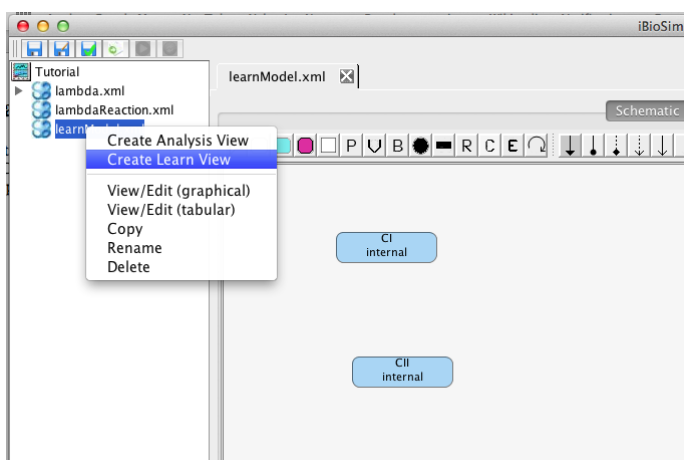 iBioSim
Tutorial
lambda.xml
lambdaReaction.xml
learnModel.xml
Schematic
P V B R C E
Create Analysis View
Create Learn View
View/Edit (graphical)
View/Edit (tabular)
Copy
Rename
Delete
CI
internal
CII
internal